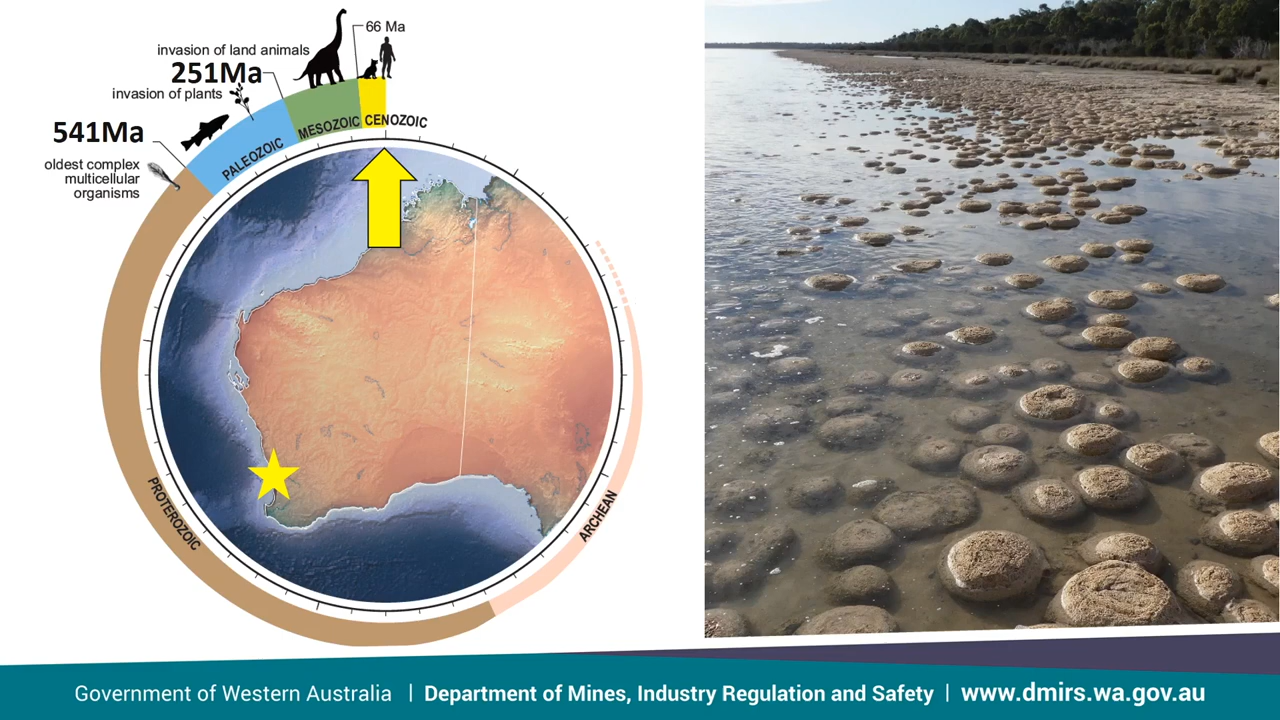 66 Ma
invasion of land animals
251Ma
invasion of plants
541Ma
oldest complex
multicellular
organisms
PALEOZOIC
MESOZOIC
CENOZOIC
PROTEROZOIC
ARCHEAN
Government of Western Australia | Department of Mines, Industry Regulation and Safety | www.dmirs.wa.gov.au